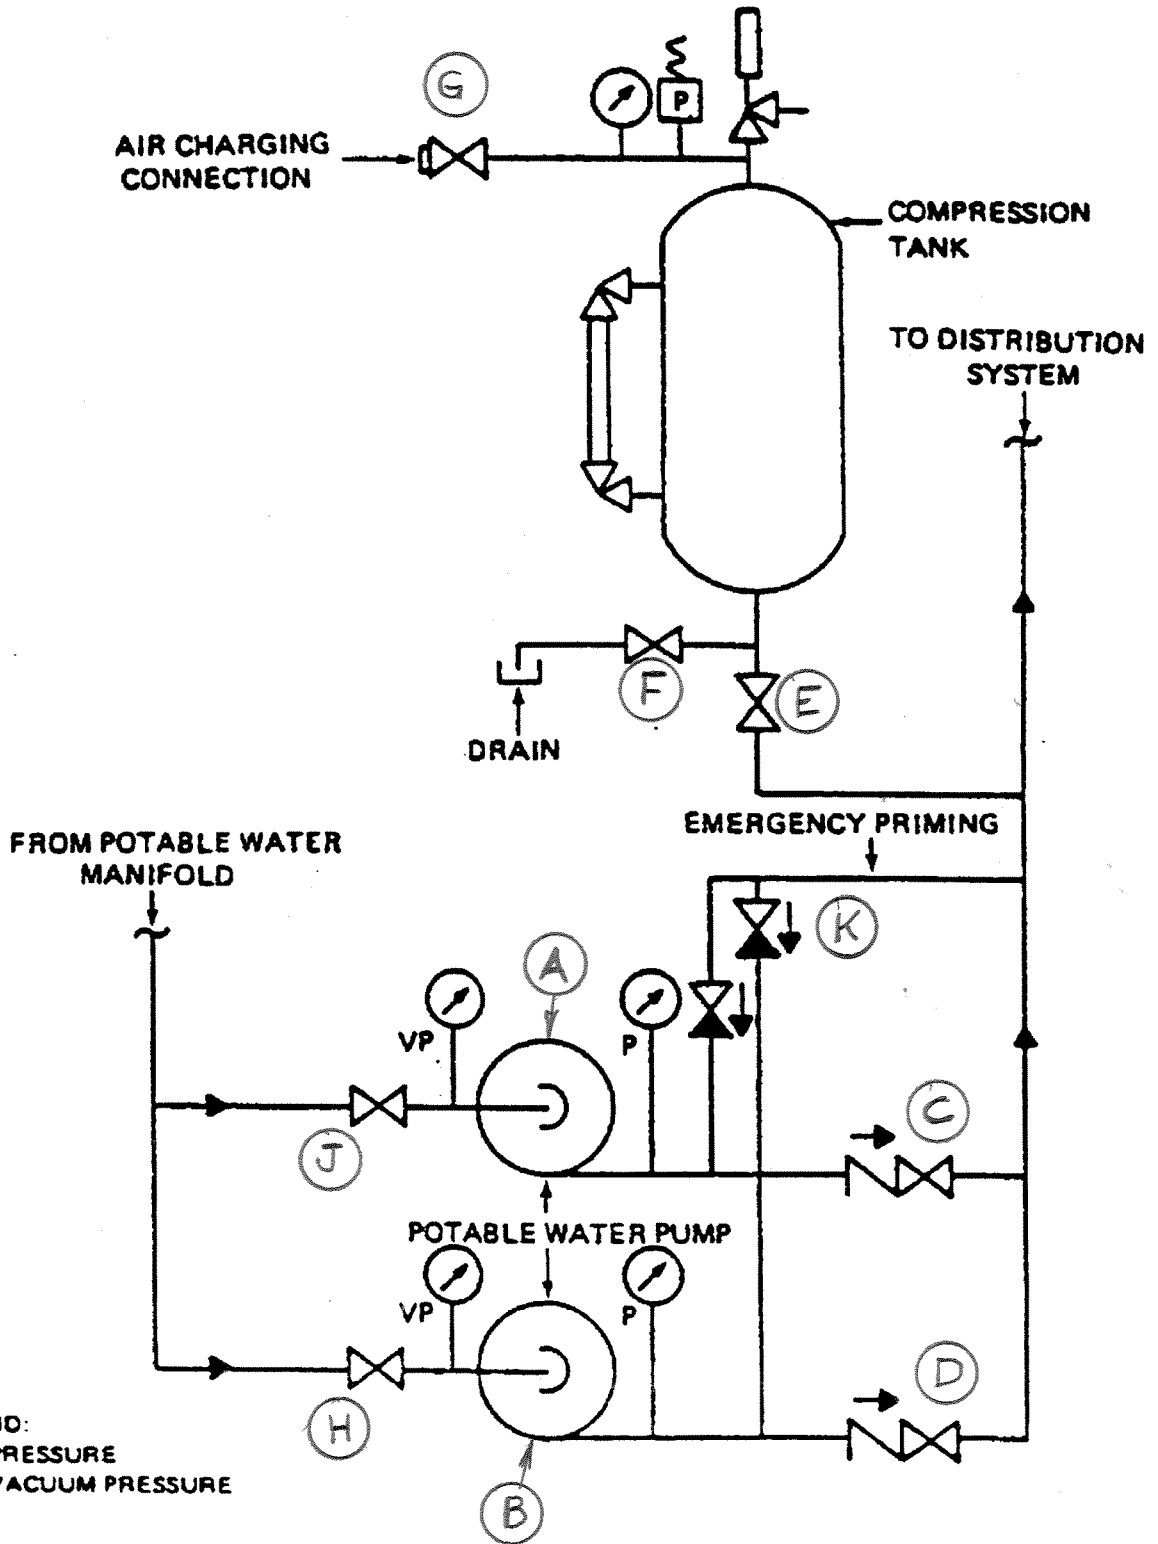 G
P
AIR CHARGING
CONNECTION
COMPRESSION
TANK
TO DISTRIBUTION
SYSTEM
F
E
DRAIN
EMERGENCY PRIMING
FROM POTABLE WATER
MANIFOLD
K
A
VP
P
C
J
POTABLE WATER PUMP
VP
P
D
H
ND:
PRESSURE
VACUUM PRESSURE
B